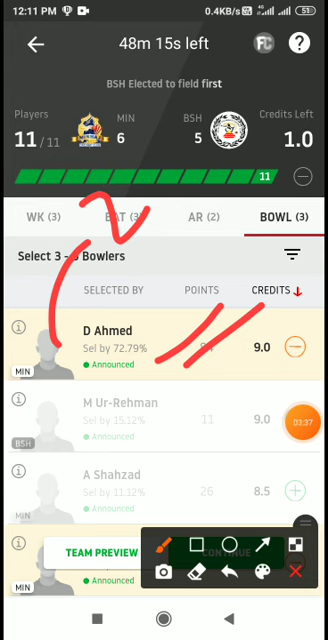 12:11 PM 0.4KB/s 51
48m 15s left FC ?
BSH Elected to field first
Players MIN BSH Credits Left
11/11 6 5 1.0
11
WK (3) BAT (3) AR (2) BOWL (3)
Select 3 - Bowlers
SELECTED BY POINTS CREDITS
D Ahmed
Sel by 72.79% 9.0
Announced
MIN
M Ur-Rehman
Sel by 15.12% 11 9.0
Announced
BSH
03:37
A Shahzad
Sel by 11.12% 26 8.5
Announced
MIN
TEAM PREVIEW CONTINUE
Announced
MIN